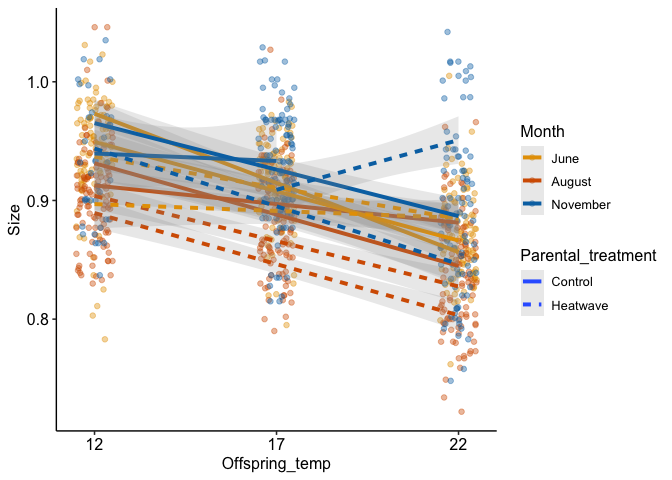 1.0
0.9
0.8
Size
12
17
22
Offspring_temp
Month
June
August
November
Parental_treatment
Control
Heatwave